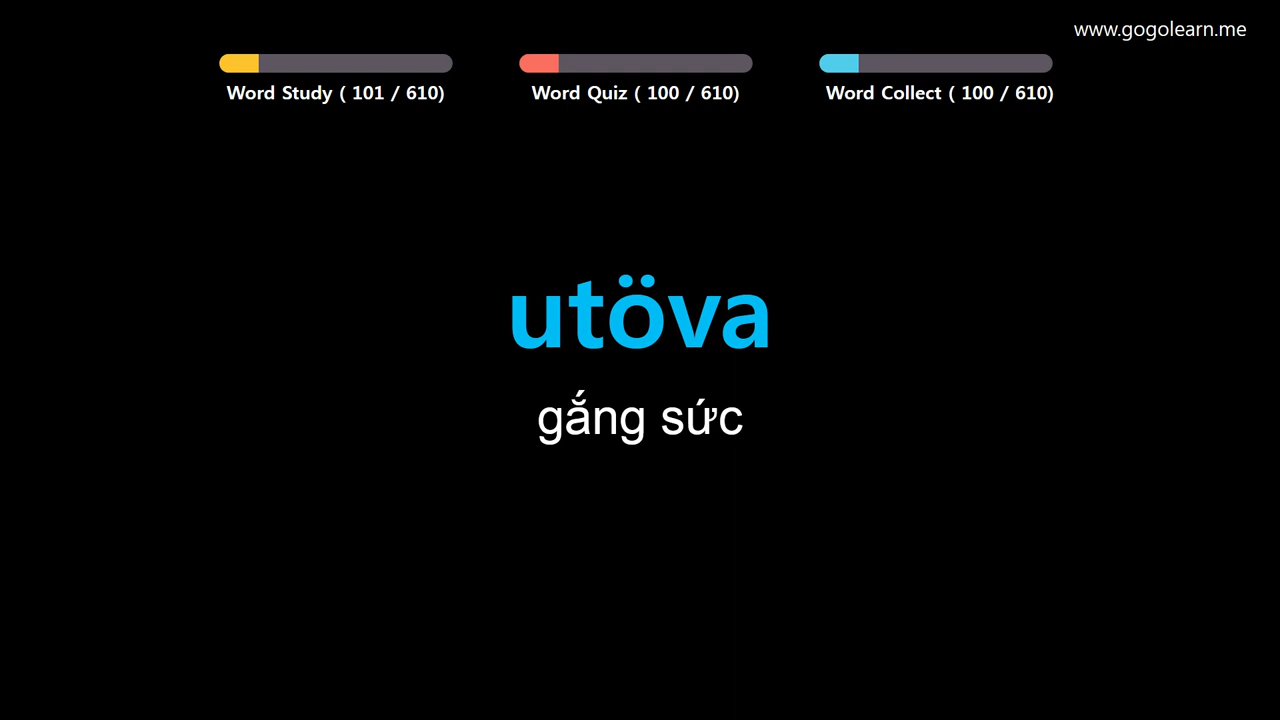 www.gogolearn.me
Word Study ( 101 / 610)
Word Quiz ( 100 / 610)
Word Collect ( 100 / 610)
utöva
gắng sức